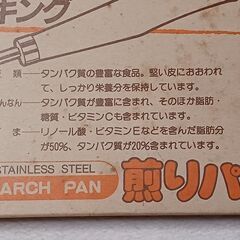 キング
類──タンパク質の豊富な食品。堅い皮におおわれ
て、しっかり栄養分を保持しています。
んなん──タンパク質が豊富に含まれ、そのほか脂肪・
糖質・ビタミンCも含まれています。
ま──リノール酸・ビタミンEなどを含んだ脂肪分
が50%、タンパク質が20%含まれています。
STAINLESS STEEL
ARCH PAN
煎りパ